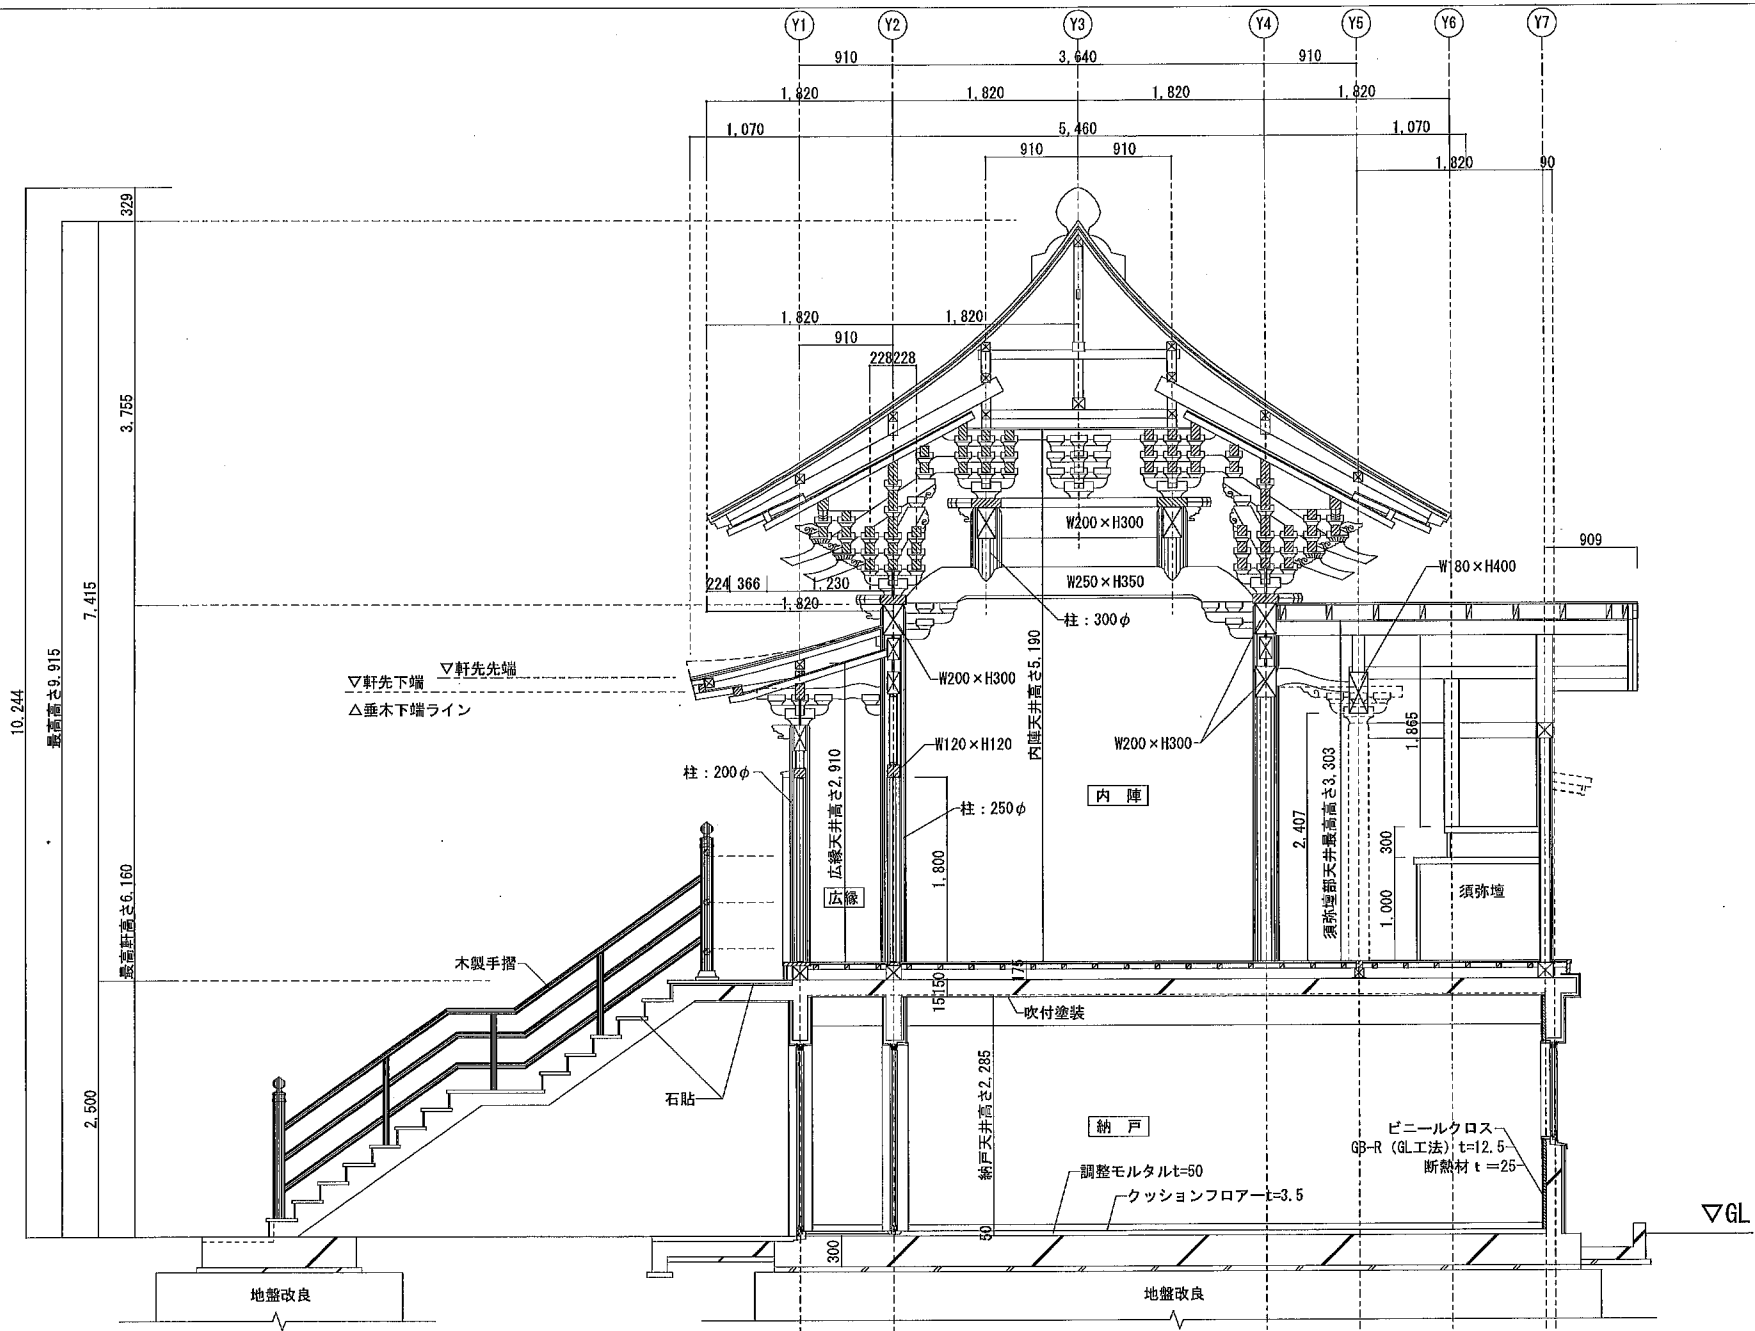 Y1 Y2 Y3 Y4 Y5 Y6 Y7
910 3,640 910
1,820 1,820 1,820 1,820
1,070 5,460 1,070
910 910
1,820 90
329
1,820 1,820
910
228 228
3,755
W200×H300
909
W180×H400
224 366 1,230
W250×H350
1,820
7,415
柱：300φ
最高高さ9,915
10,244
▽軒先先端
▽軒先下端
△垂木下端ライン
W200×H300
内陣天井高さ5,190
W200×H300
1,865
W120×H120
柱：200φ
広縁天井高さ2,910
内 陣
柱：250φ
2,407
須弥壇部天井最高高さ3,303
300
1,800
1,000
須弥壇
広縁
最高軒高さ6,160
木製手摺
175
15 150
吹付塗装
納戸天井高さ2,285
石貼
2,500
納 戸
ビニールクロス
GB-R（GL工法）t=12.5
断熱材 t＝25
調整モルタルt=50
クッションフロアーt=3.5
▽GL
50
300
地盤改良
地盤改良